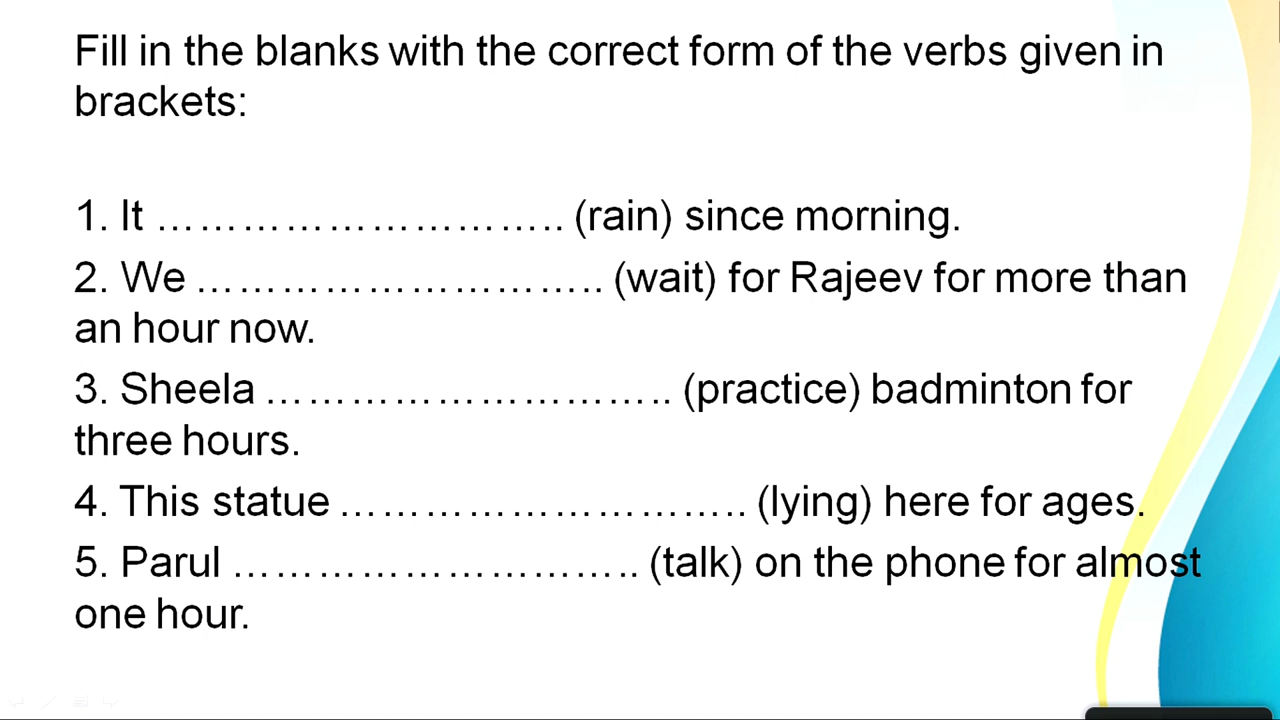 Fill in the blanks with the correct form of the verbs given in
brackets:
1. It ……………………….. (rain) since morning.
2. We ……………………….. (wait) for Rajeev for more than
an hour now.
3. Sheela ……………………….. (practice) badminton for
three hours.
4. This statue ……………………….. (lying) here for ages.
5. Parul ……………………….. (talk) on the phone for almost
one hour.